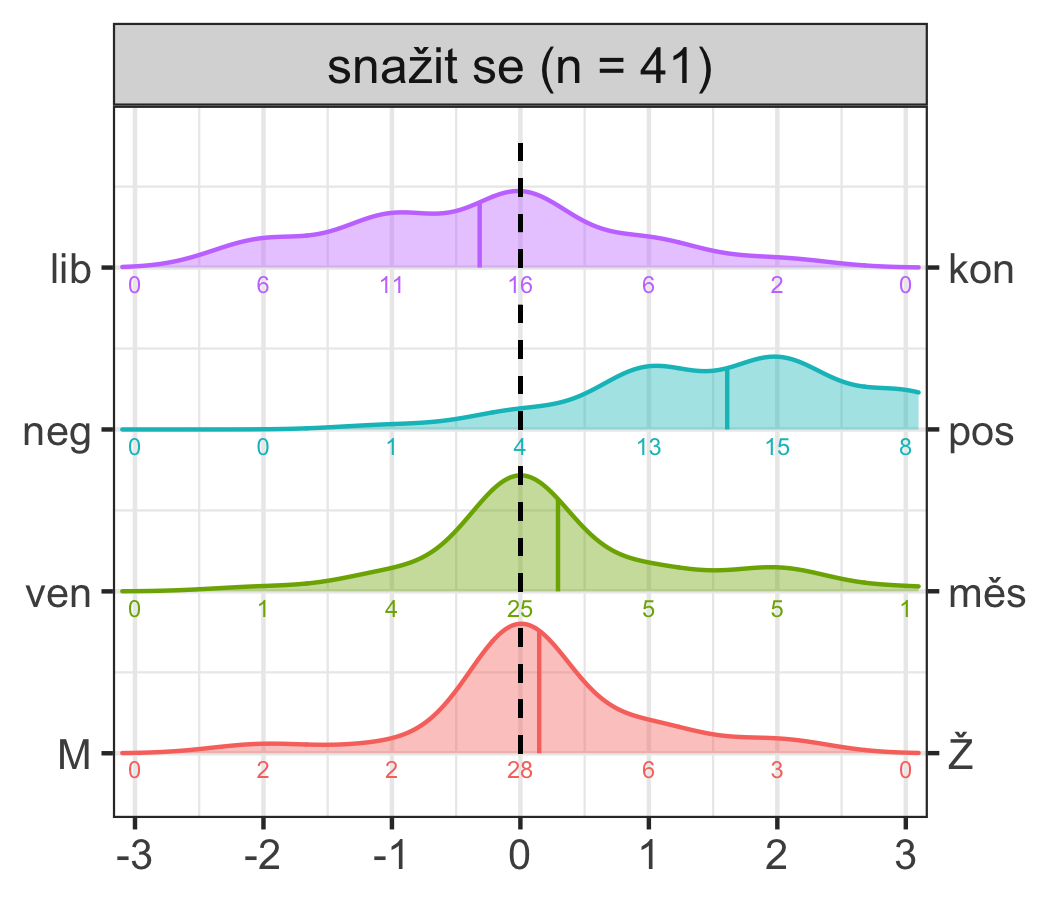 snažit se (n = 41)
lib kon
0 6 11 16 6 2 0
neg pos
0 0 1 4 13 15 8
ven měs
0 1 4 25 5 5 1
M Ž
0 2 2 28 6 3 0
-3 -2 -1 0 1 2 3